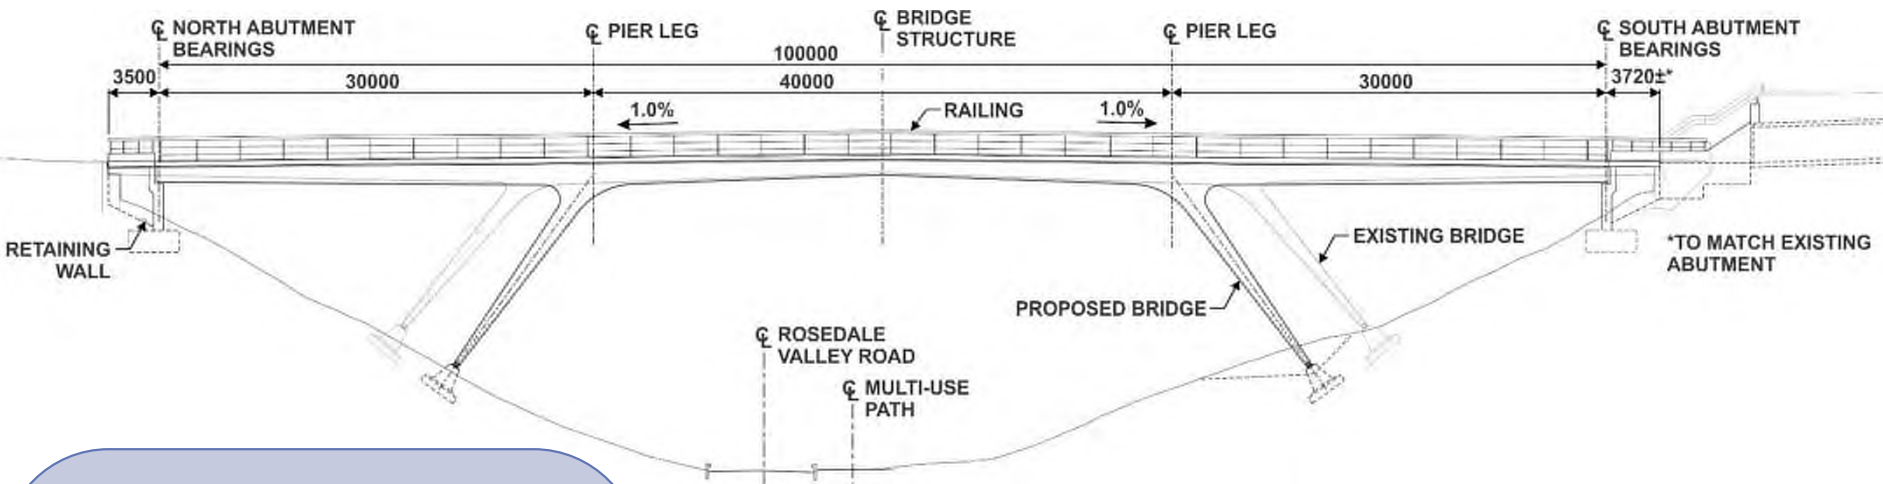 ℄ NORTH ABUTMENT
BEARINGS
℄ PIER LEG
℄ BRIDGE
STRUCTURE
℄ PIER LEG
℄ SOUTH ABUTMENT
BEARINGS
100000
3500
30000
40000
30000
3720±*
1.0%
RAILING
1.0%
RETAINING
WALL
EXISTING BRIDGE
*TO MATCH EXISTING
ABUTMENT
PROPOSED BRIDGE
℄ ROSEDALE
VALLEY ROAD
℄ MULTI-USE
PATH